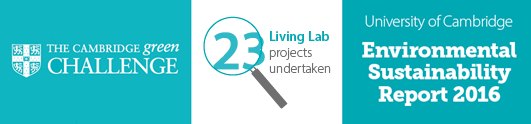 THE CAMBRIDGE green
CHALLENGE
23
Living Lab
projects
undertaken
University of Cambridge
Environmental
Sustainability
Report 2016